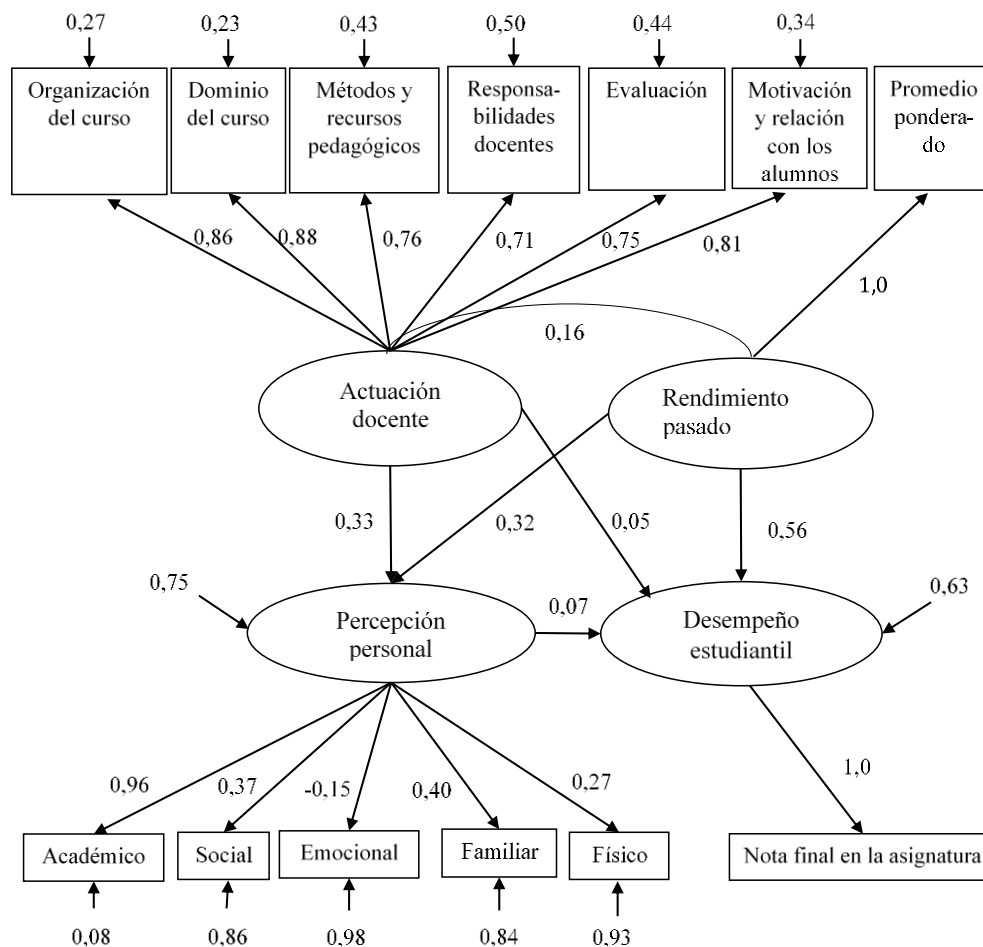 0,27
0,23
0,43
0,50
0,44
0,34
Organización
del curso
Dominio
del curso
Métodos y
recursos
pedagógicos
Responsa-
bilidades
docentes
Evaluación
Motivación
y relación
con los
alumnos
Promedio
pondera-
do
0,86
0,88
0,76
0,71
0,75
0,81
1,0
0,16
Actuación
docente
Rendimiento
pasado
0,33
0,32
0,05
0,56
0,75
0,07
0,63
Percepción
personal
Desempeño
estudiantil
0,96
0,37
-0,15
0,40
0,27
1,0
Académico
Social
Emocional
Familiar
Físico
Nota final en la asignatura
0,08
0,86
0,98
0,84
0,93